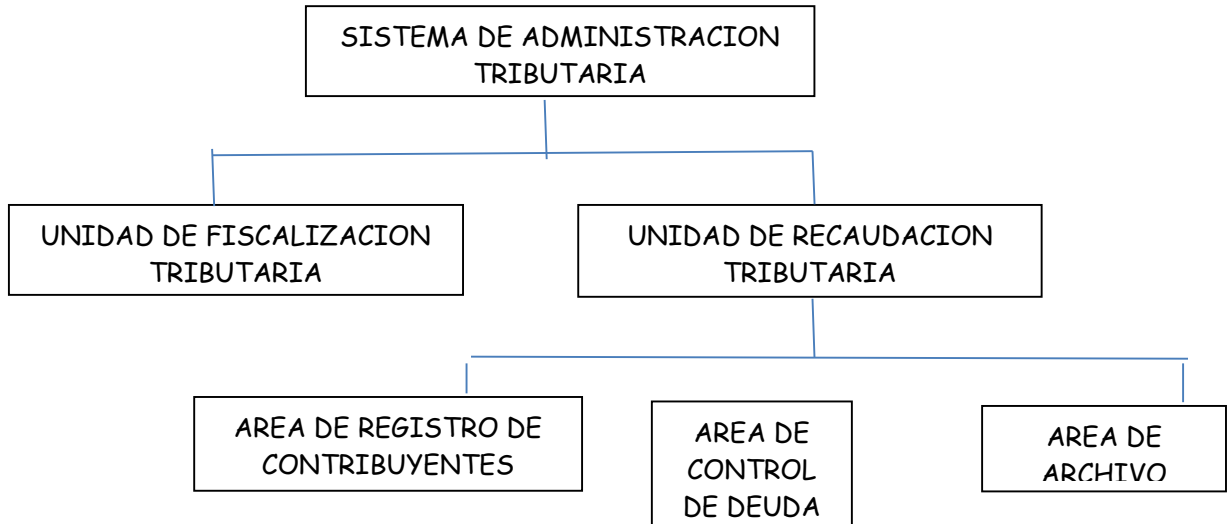 SISTEMA DE ADMINISTRACION
TRIBUTARIA
UNIDAD DE FISCALIZACION
TRIBUTARIA
UNIDAD DE RECAUDACION
TRIBUTARIA
AREA DE REGISTRO DE
CONTRIBUYENTES
AREA DE
CONTROL
DE DEUDA
AREA DE
ARCHIVO